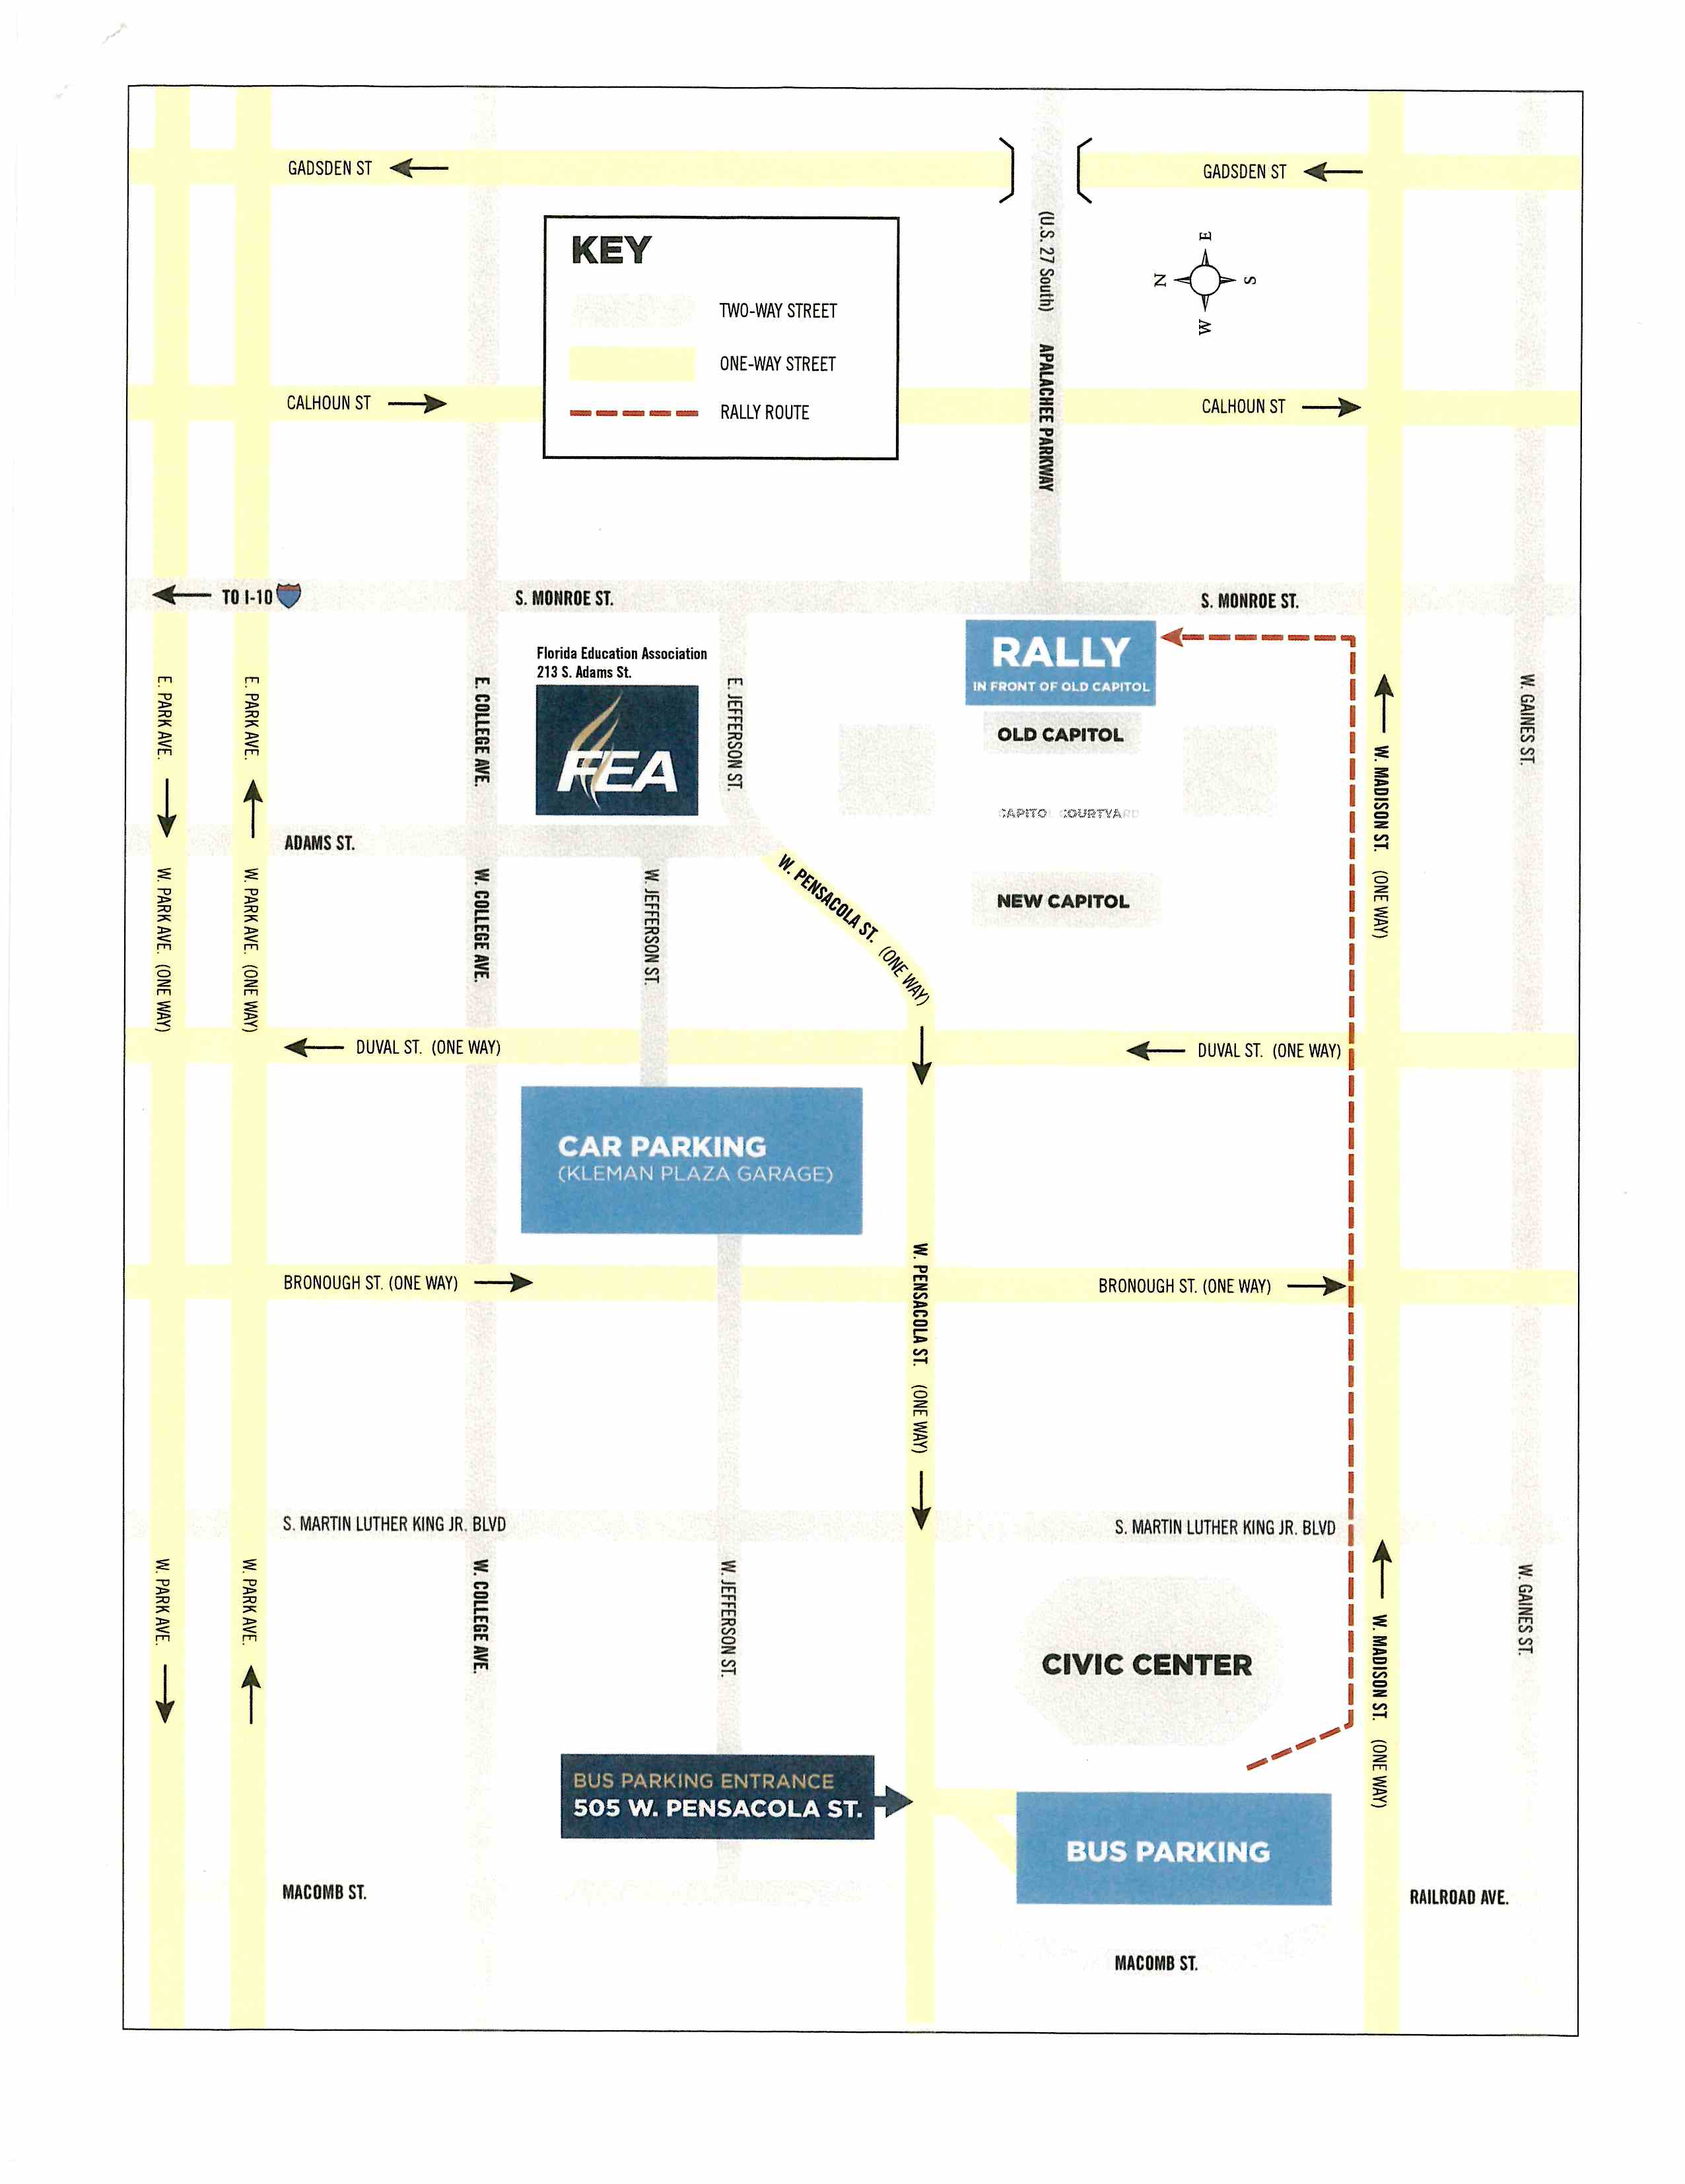 GADSDEN ST
GADSDEN ST
KEY
TWO-WAY STREET
ONE-WAY STREET
RALLY ROUTE
(U.S. 27 South) APALACHEE PARKWAY
E
N
S
W
CALHOUN ST
CALHOUN ST
TO I-10
S. MONROE ST.
S. MONROE ST.
Florida Education Association
213 S. Adams St.
FEA
RALLY
IN FRONT OF OLD CAPITOL
OLD CAPITOL
CAPITOL COURTYARD
NEW CAPITOL
E. PARK AVE.
E. PARK AVE.
E. COLLEGE AVE.
E. JEFFERSON ST.
W. MADISON ST. (ONE WAY)
W. GAINES ST.
ADAMS ST.
W. PARK AVE. (ONE WAY)
W. PARK AVE. (ONE WAY)
W. COLLEGE AVE.
W. JEFFERSON ST.
W. PENSACOLA ST. (ONE WAY)
DUVAL ST. (ONE WAY)
DUVAL ST. (ONE WAY)
CAR PARKING
(KLEMAN PLAZA GARAGE)
BRONOUGH ST. (ONE WAY)
BRONOUGH ST. (ONE WAY)
W. PENSACOLA ST. (ONE WAY)
S. MARTIN LUTHER KING JR. BLVD
S. MARTIN LUTHER KING JR. BLVD
W. PARK AVE.
W. PARK AVE.
W. COLLEGE AVE.
W. JEFFERSON ST.
CIVIC CENTER
W. MADISON ST. (ONE WAY)
W. GAINES ST.
BUS PARKING ENTRANCE
505 W. PENSACOLA ST.
BUS PARKING
MACOMB ST.
RAILROAD AVE.
MACOMB ST.